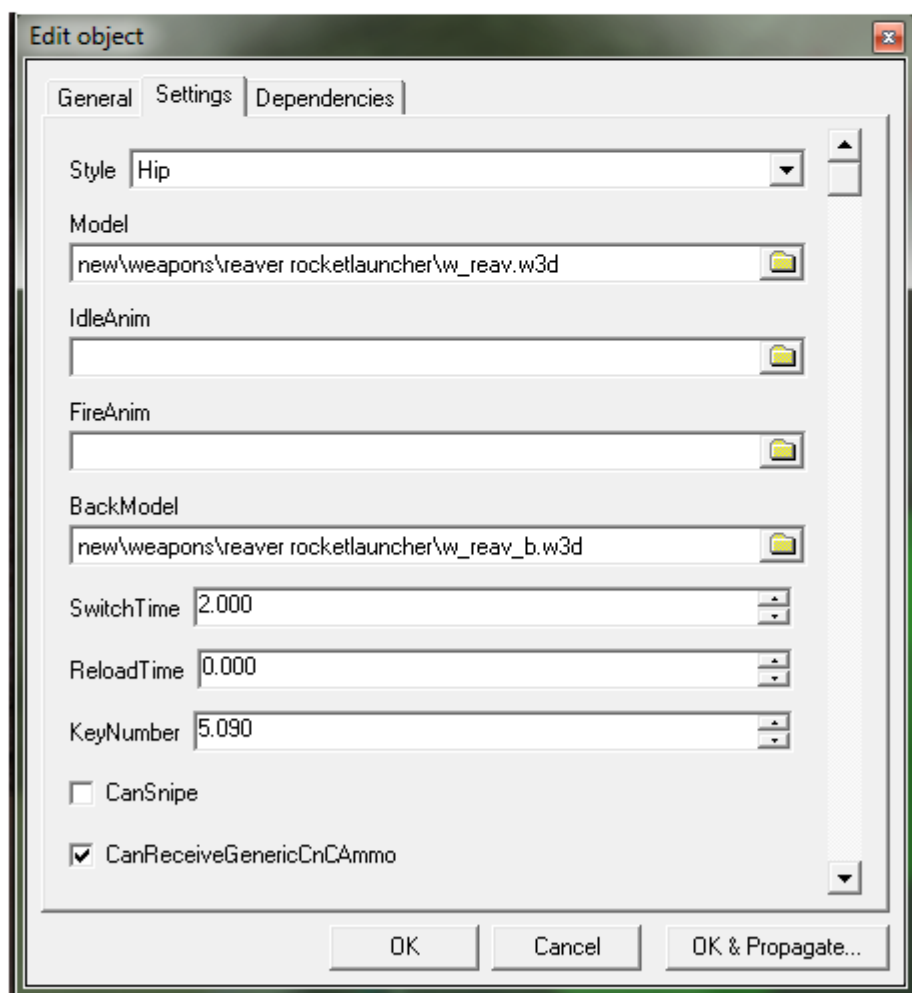 Edit object
General Settings Dependencies
Style Hip
Model
new\weapons\reaver rocketlauncher\w_reav.w3d
IdleAnim
FireAnim
BackModel
new\weapons\reaver rocketlauncher\w_reav_b.w3d
SwitchTime 2.000
ReloadTime 0.000
KeyNumber 5.090
CanSnipe
CanReceiveGenericCnCAmmo
OK Cancel OK & Propagate...